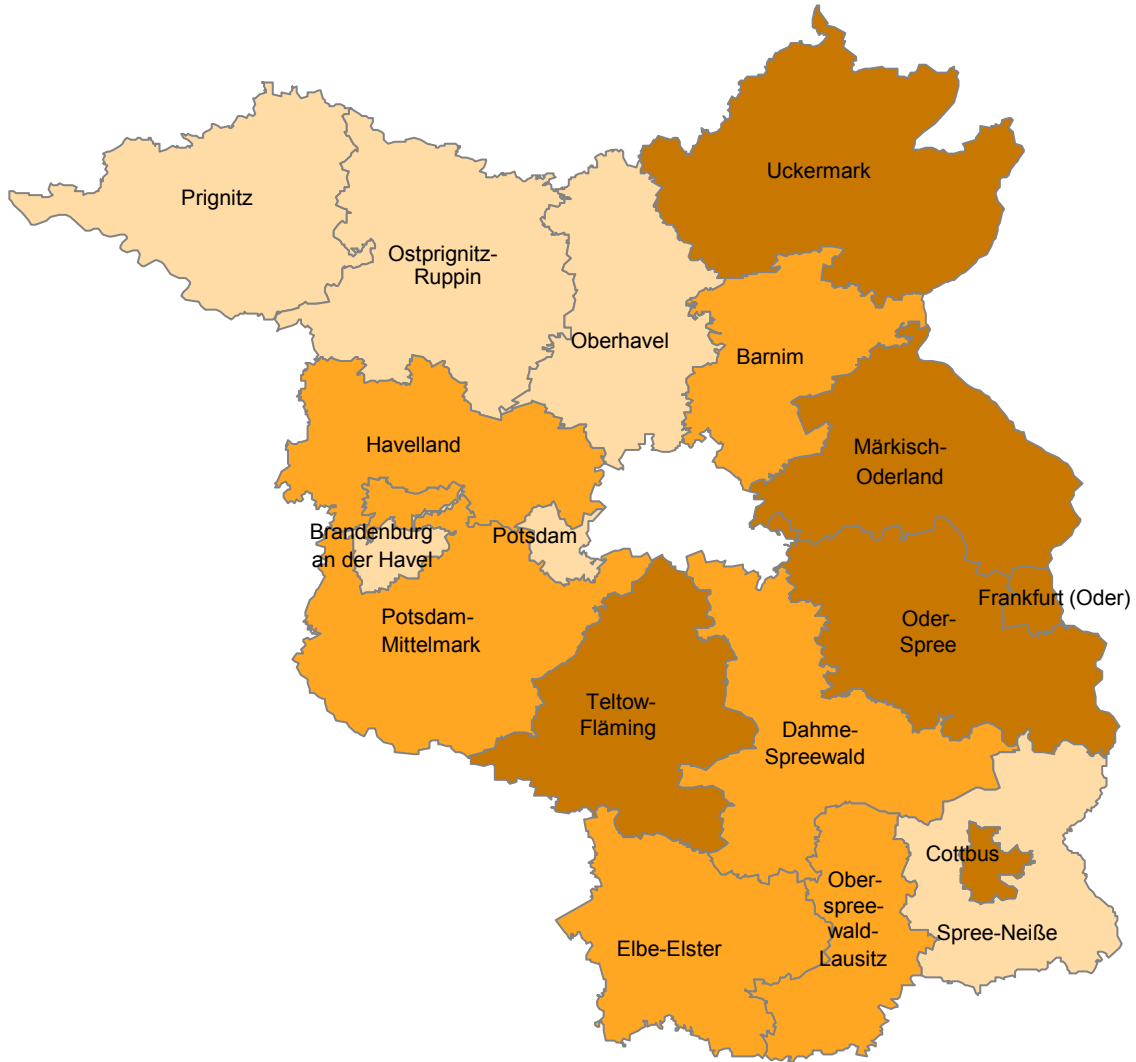 Uckermark
Prignitz
Ostprignitz-
Ruppin
Oberhavel
Barnim
Havelland
Märkisch-
Oderland
Brandenburg
an der Havel
Potsdam
Frankfurt (Oder)
Potsdam-
Mittelmark
Oder-
Spree
Teltow-
Fläming
Dahme-
Spreewald
Cottbus
Ober-
spree-
wald-
Lausitz
Spree-Neiße
Elbe-Elster